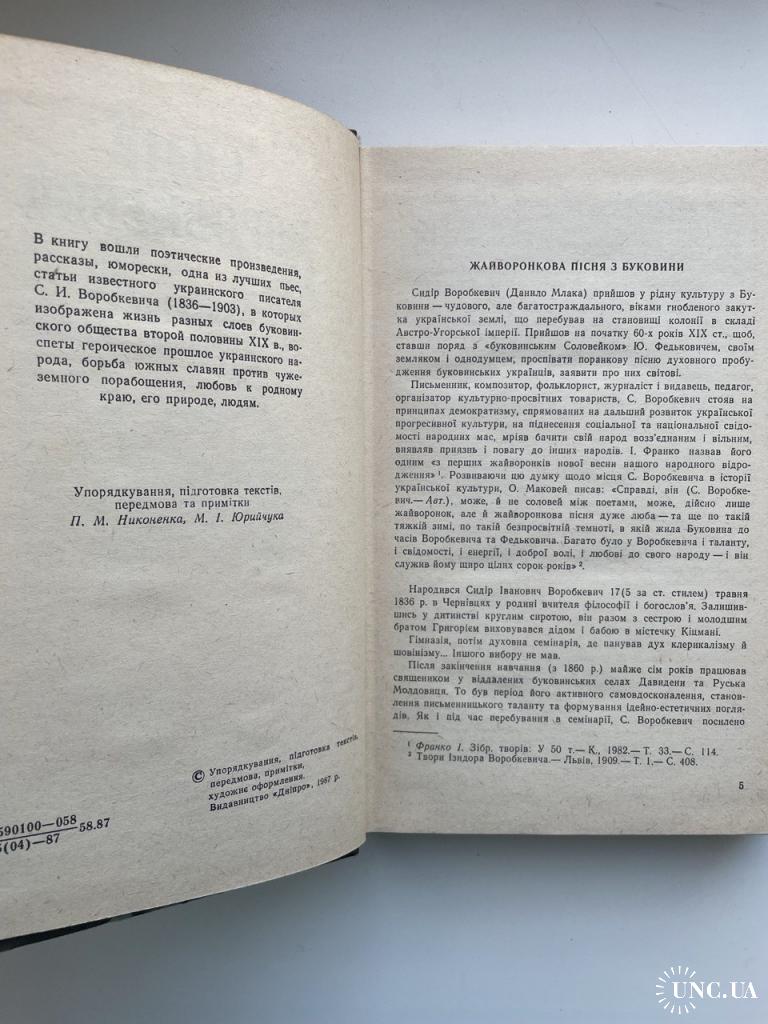 В книгу вошли поэтические произведения,
рассказы, юморески, одна из лучших пьес,
статьи известного украинского писателя
С. И. Воробкевича (1836—1903), в которых
изображена жизнь разных слоев буковин-
ского общества второй половины XIX в., во-
спеты героическое прошлое украинского на-
рода, борьба южных славян против чуже-
земного порабощения, любовь к родному
краю, его природе, людям.
Упорядкування, підготовка текстів,
передмова та примітки
П. М. Никоненка, М. І. Юрийчука
© Упорядкування, підготовка текстів,
передмова, примітки,
художнє оформлення.
Видавництво «Дніпро», 1987 р.
590100—058
(04)—87
58.87
ЖАЙВОРОНКОВА ПІСНЯ З БУКОВИНИ
Сидір Воробкевич (Данило Млака) прийшов у рідну культуру з Бу-
ковини — чудового, але багатостраждального, віками гнобленого закут-
ка української землі, що перебував на становищі колонії в складі
Австро-Угорської імперії. Прийшов на початку 60-х років XIX ст., щоб,
ставши поряд з «буковинським Соловейком» Ю. Федьковичем, своїм
земляком і однодумцем, проспівати поранкову пісню духовного пробу-
дження буковинських українців, заявити про них світові.
Письменник, композитор, фольклорист, журналіст і видавець, педагог,
організатор культурно-просвітних товариств, С. Воробкевич стояв на
принципах демократизму, спрямованих на дальший розвиток української
прогресивної культури, на піднесення соціальної та національної свідо-
мості народних мас, мріяв бачити свій народ возз'єднаним і вільним,
виявляв приязнь і повагу до інших народів. І. Франко назвав його
одним «з перших жайворонків нової весни нашого народного відро-
дження» ¹. Розвиваючи цю думку щодо місця С. Воробкевича в історії
української культури, О. Маковей писав: «Справді, він (С. Воробке-
вич.— Авт.), може, й не соловей між поетами, може, дійсно лише
жайворонок, але й жайворонкова пісня дуже люба — та ще по такій
тяжкій зимі, по такій безпросвітній темноті, в якій жила Буковина до
часів Воробкевича та Федьковича. Багато було у Воробкевича і таланту,
і свідомості, і енергії, і доброї волі, і любові до свого народу — і він
служив йому щиро цілих сорок років» ².
Народився Сидір Іванович Воробкевич 17(5 за ст. стилем) травня
1836 р. в Чернівцях у родині вчителя філософії і богослов'я. Залишив-
шись у дитинстві круглим сиротою, він разом з сестрою і молодшим
братом Григорієм виховувався дідом і бабою в містечку Кіцмані.
Гімназія, потім духовна семінарія, де панував дух клерикалізму й
шовінізму... Іншого вибору не мав.
Після закінчення навчання (з 1860 р.) майже сім років працював
священиком у віддалених буковинських селах Давидени та Руська
Молдовиця. То був період його активного самовдосконалення, станов-
лення письменницького таланту та формування ідейно-естетичних погля-
дів. Як і під час перебування в семінарії, С. Воробкевич посилено
¹ Франко І. Зібр. творів: У 50 т.— К., 1982.— Т. 33.— С. 114.
² Твори Ізидора Воробкевича.— Львів, 1909.— Т. 1.— С. 408.
5
UNC.UA